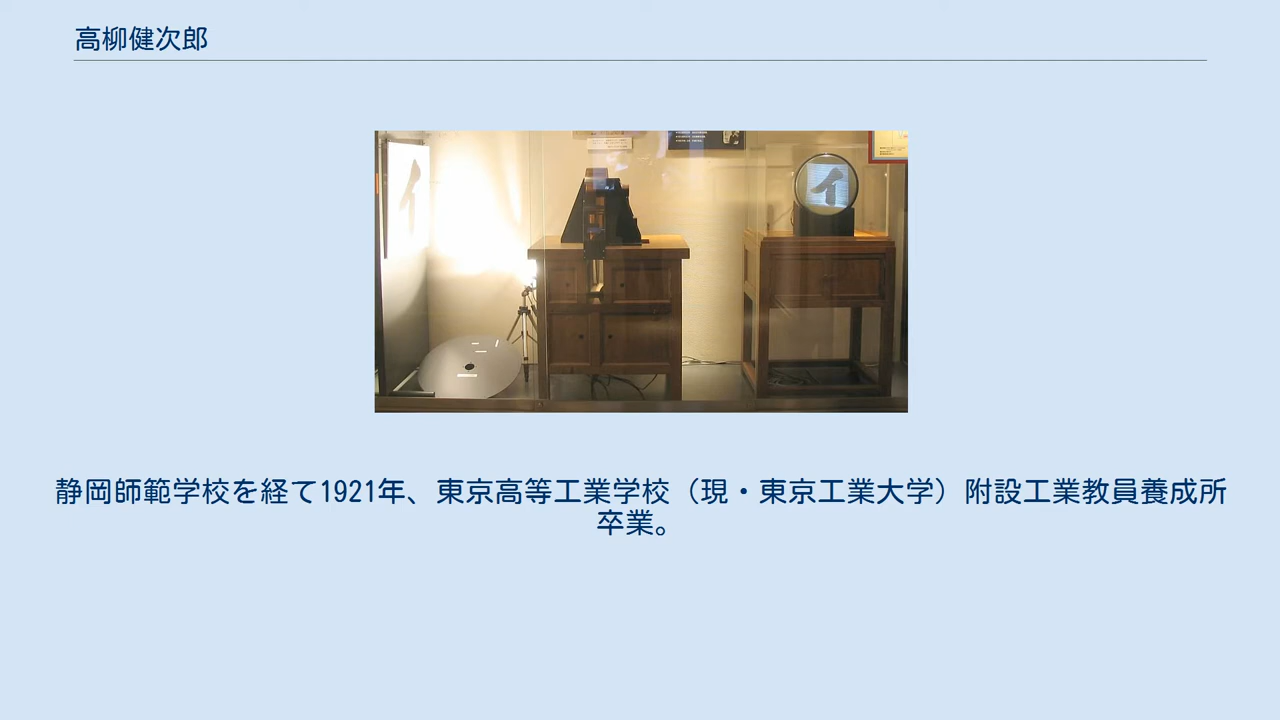 高柳健次郎
イ
イ
静岡師範学校を経て1921年、東京高等工業学校（現・東京工業大学）附設工業教員養成所
卒業。